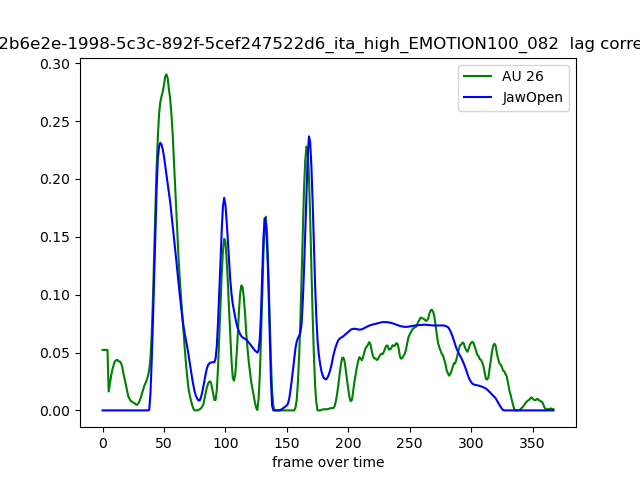 2b6e2e-1998-5c3c-892f-5cef247522d6_ita_high_EMOTION100_082 lag corre
0.30
0.25
0.20
0.15
0.10
0.05
0.00
AU 26
JawOpen
0 50 100 150 200 250 300 350
frame over time